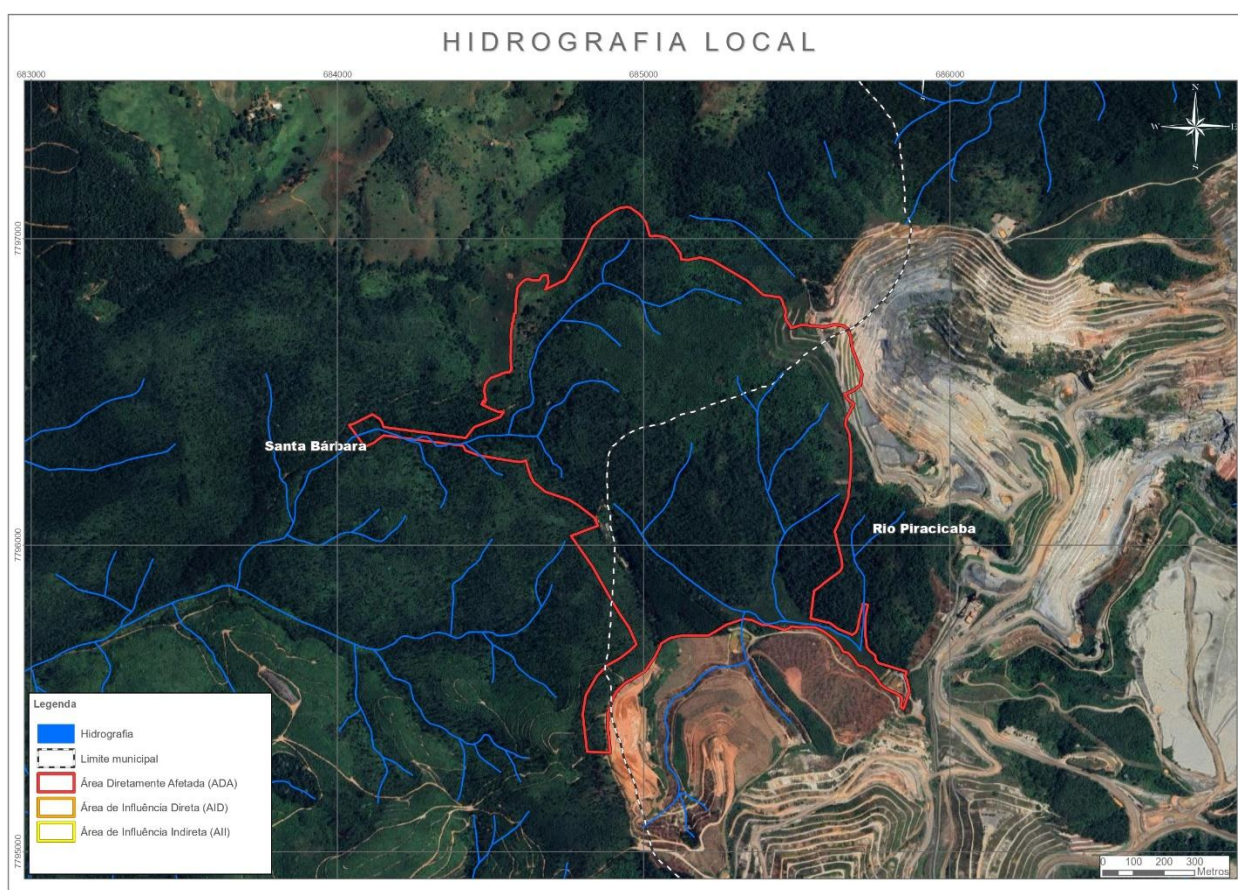 HIDROGRAFIA LOCAL
683000
684000
685000
686000
N
W
E
S
7797000
Santa Bárbara
Rio Piracicaba
7796000
Legenda
Hidrografia
Limite municipal
Área Diretamente Afetada (ADA)
Área de Influência Direta (AID)
Área de Influência Indireta (AII)
7795000
0 100 200 300
Metros